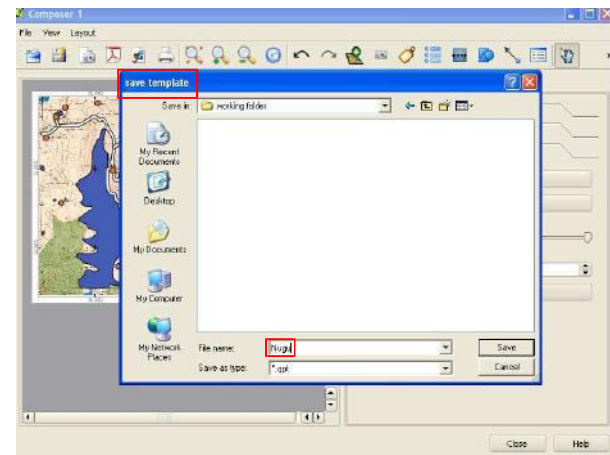 Composer 1
File View Layout
save template
Save in: working folder
My Recent
Documents
Desktop
My Documents
My Computer
My Network
Places
File name: Nugu
Save as type: *.qpt
Save
Cancel
Close
Help